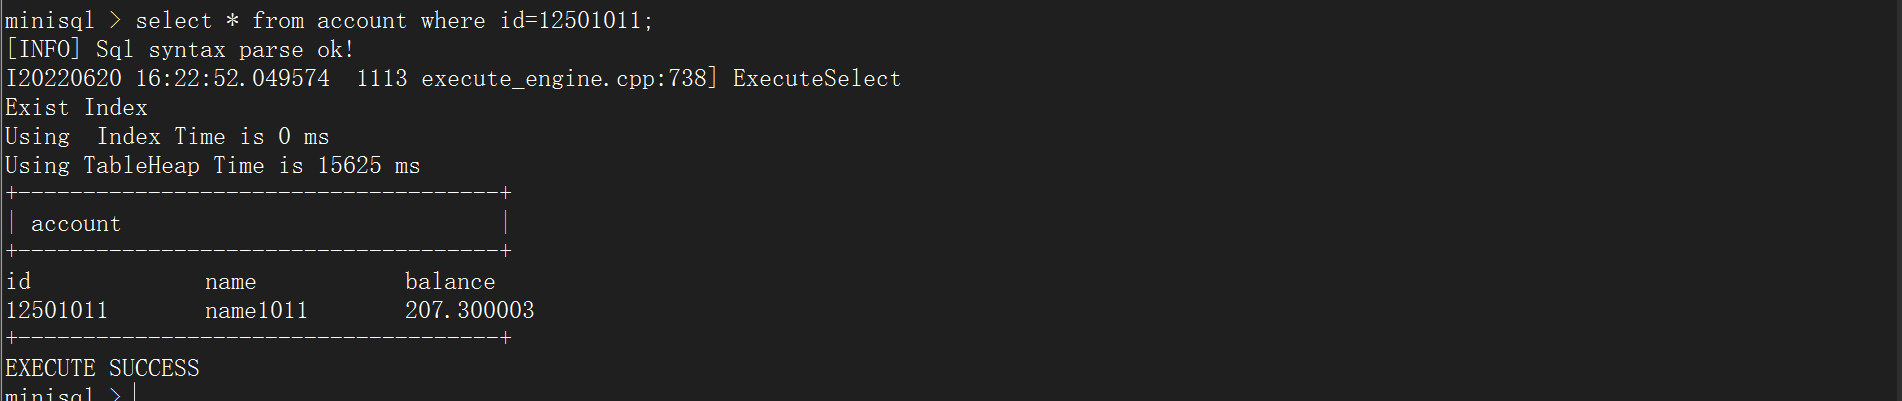 minisql > select * from account where id=12501011;
[INFO] Sql syntax parse ok!
I20220620 16:22:52.049574  1113 execute_engine.cpp:738] ExecuteSelect
Exist Index
Using  Index Time is 0 ms
Using TableHeap Time is 15625 ms
+-------------------------------------+
| account                             |
+-------------------------------------+
id             name           balance
12501011       name1011       207.300003
+-------------------------------------+
EXECUTE SUCCESS
minisql >